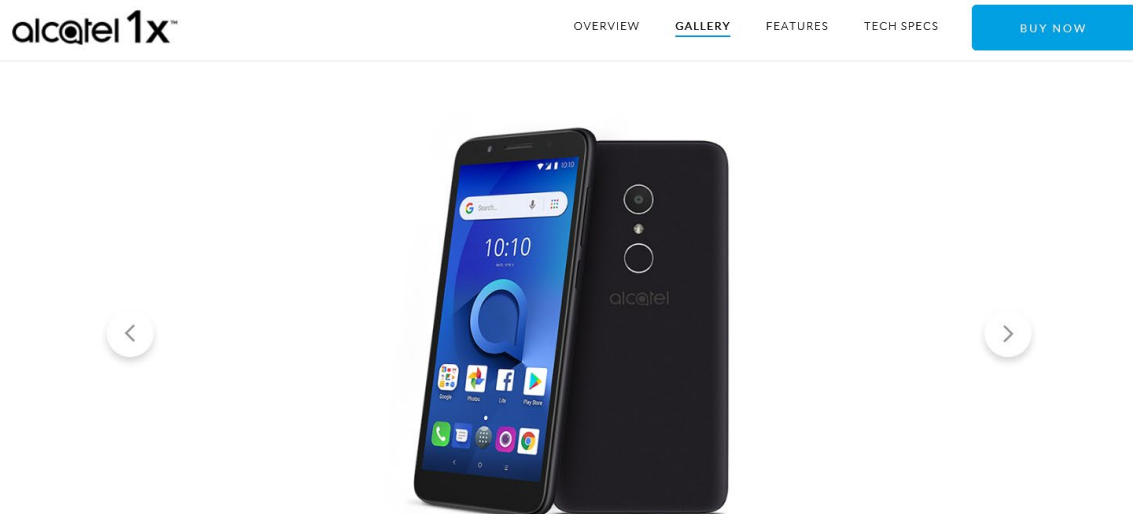 alcatel 1x™
OVERVIEW
GALLERY
FEATURES
TECH SPECS
BUY NOW
10:10
Search...
10:10
alcatel
Google
Photos
Lite
Play Store